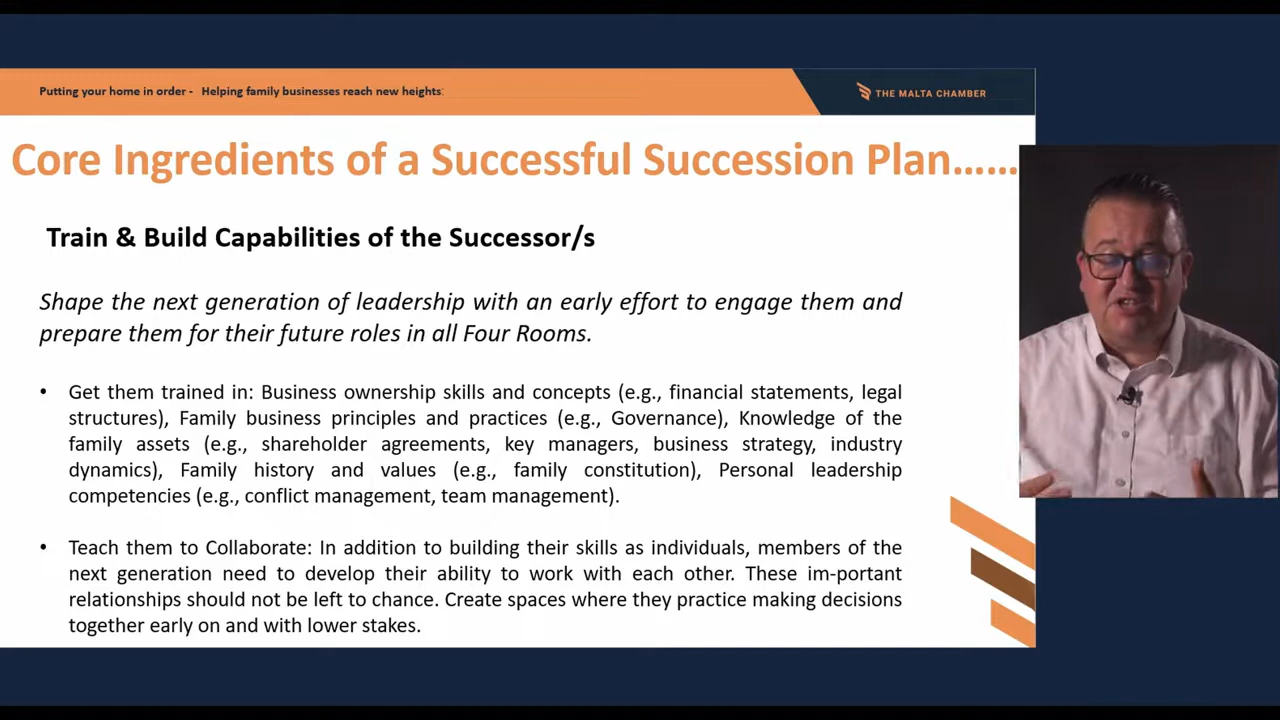 Putting your home in order - Helping family businesses reach new heights:
THE MALTA CHAMBER
Core Ingredients of a Successful Succession Plan......
Train & Build Capabilities of the Successor/s
Shape the next generation of leadership with an early effort to engage them and
prepare them for their future roles in all Four Rooms.
• Get them trained in: Business ownership skills and concepts (e.g., financial statements, legal
structures), Family business principles and practices (e.g., Governance), Knowledge of the
family assets (e.g., shareholder agreements, key managers, business strategy, industry
dynamics), Family history and values (e.g., family constitution), Personal leadership
competencies (e.g., conflict management, team management).
• Teach them to Collaborate: In addition to building their skills as individuals, members of the
next generation need to develop their ability to work with each other. These im-portant
relationships should not be left to chance. Create spaces where they practice making decisions
together early on and with lower stakes.